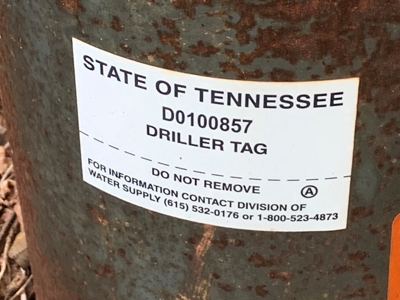 STATE OF TENNESSEE
D0100857
DRILLER TAG
DO NOT REMOVE Ⓐ
FOR INFORMATION CONTACT DIVISION OF
WATER SUPPLY (615) 532-0176 or 1-800-523-4873